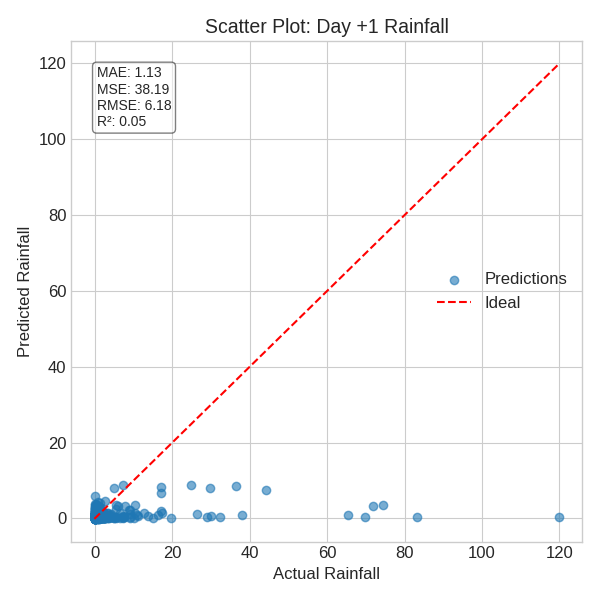 Scatter Plot: Day +1 Rainfall
MAE: 1.13
MSE: 38.19
RMSE: 6.18
R²: 0.05
Predicted Rainfall
120
100
80
60
40
20
0
Predictions
Ideal
0 20 40 60 80 100 120
Actual Rainfall